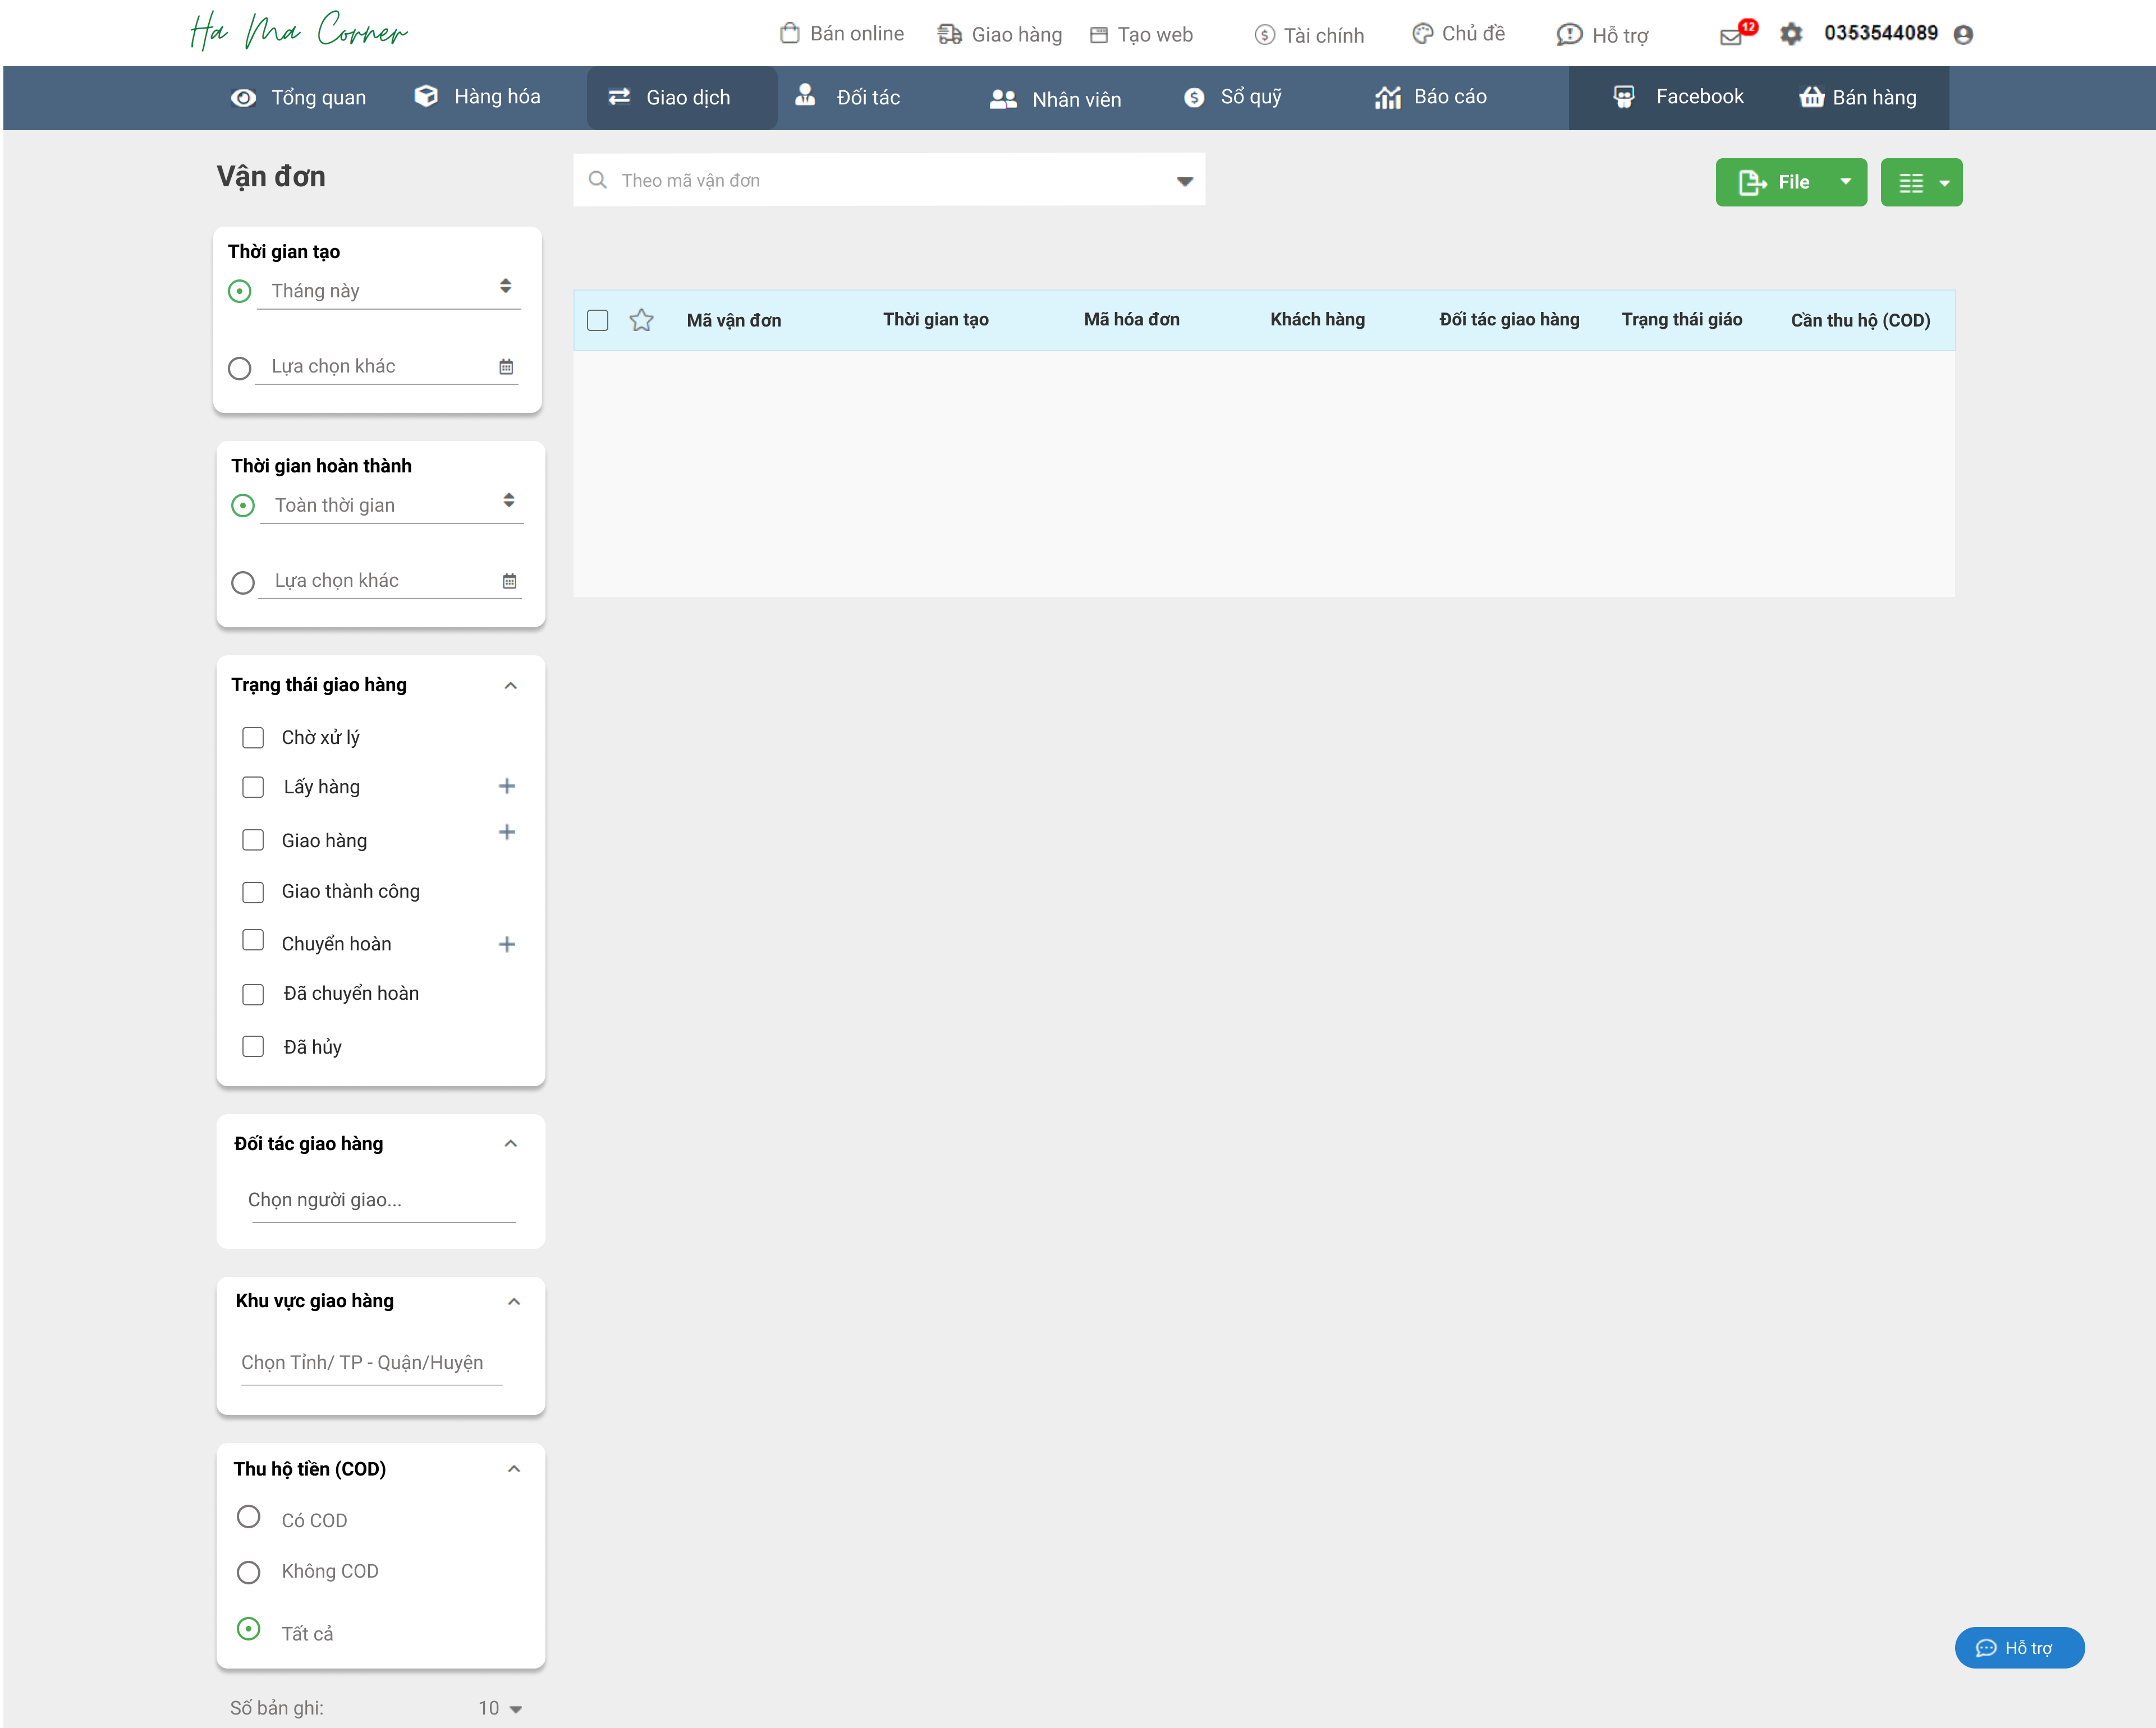 Ha Ma Corner
Bán online Giao hàng Tạo web Tài chính Chủ đề Hỗ trợ 12 0353544089
Tổng quan Hàng hóa Giao dịch Đối tác Nhân viên Sổ quỹ Báo cáo Facebook Bán hàng
Vận đơn
Theo mã vận đơn
File
Thời gian tạo
Tháng này
Lựa chọn khác
Mã vận đơn Thời gian tạo Mã hóa đơn Khách hàng Đối tác giao hàng Trạng thái giáo Cần thu hộ (COD)
Thời gian hoàn thành
Toàn thời gian
Lựa chọn khác
Trạng thái giao hàng
Chờ xử lý
Lấy hàng
Giao hàng
Giao thành công
Chuyển hoàn
Đã chuyển hoàn
Đã hủy
Đối tác giao hàng
Chọn người giao...
Khu vực giao hàng
Chọn Tỉnh/ TP - Quận/Huyện
Thu hộ tiền (COD)
Có COD
Không COD
Tất cả
Hỗ trợ
Số bản ghi: 10